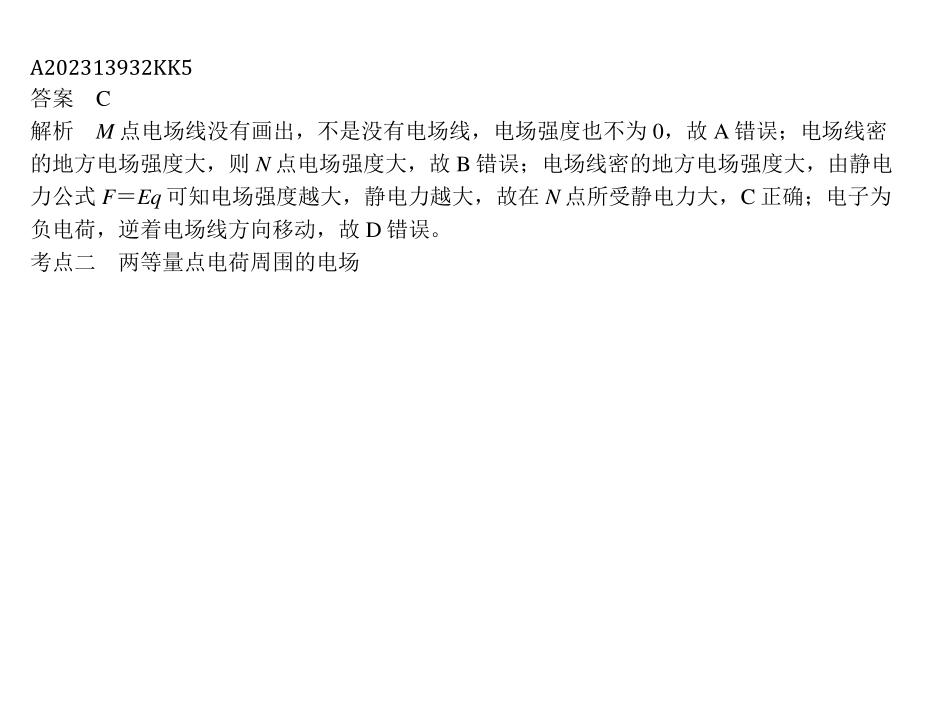 A202313932KK5
答案　C
解析　M 点电场线没有画出，不是没有电场线，电场强度也不为 0，故 A 错误；电场线密
的地方电场强度大，则 N 点电场强度大，故 B 错误；电场线密的地方电场强度大，由静电
力公式 F＝Eq 可知电场强度越大，静电力越大，故在 N 点所受静电力大，C 正确；电子为
负电荷，逆着电场线方向移动，故 D 错误。
考点二　两等量点电荷周围的电场